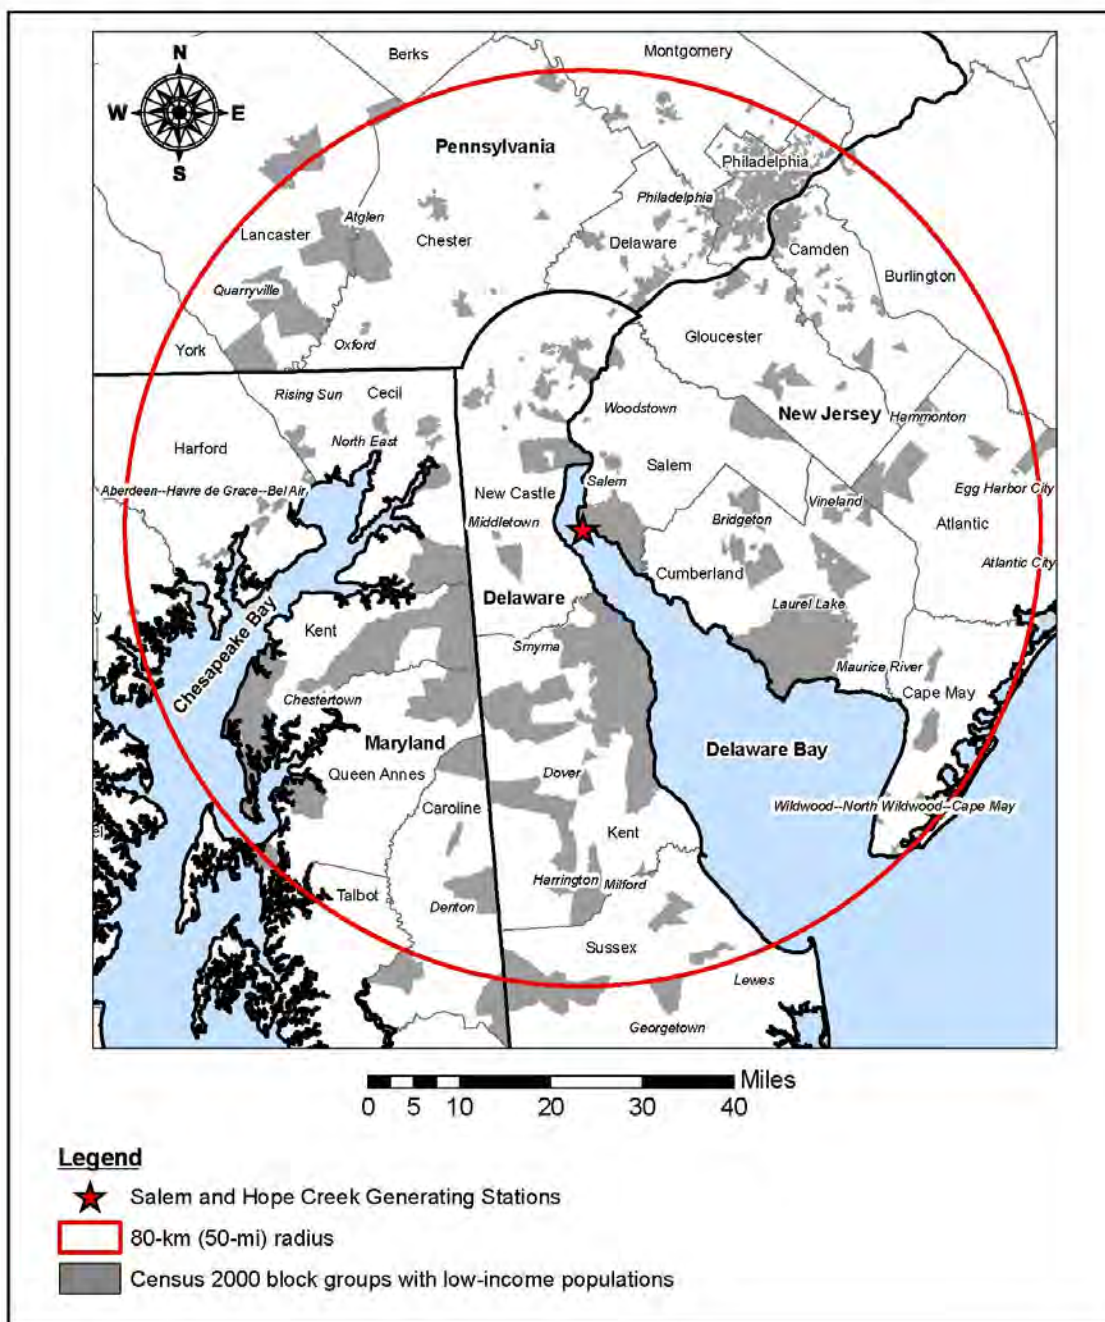 Berks
Montgomery
N
W
E
S
Pennsylvania
Philadelphia
Philadelphia
Atglen
Lancaster
Chester
Delaware
Camden
Burlington
Quarryville
Gloucester
Oxford
York
Rising Sun
Cecil
Woodstown
New Jersey
Hammonton
North East
Harford
Salem
Salem
Egg Harbor City
Aberdeen--Havre de Grace--Bel Air
New Castle
Vineland
Middletown
Bridgeton
Atlantic
Atlantic City
Cumberland
Delaware
Laurel Lake
Kent
Smyrna
Chesapeake Bay
Maurice River
Cape May
Chestertown
Maryland
Delaware Bay
Queen Annes
Dover
Caroline
Wildwood--North Wildwood--Cape May
Kent
Harrington
Milford
Talbot
Denton
Sussex
Lewes
Georgetown
Miles
0 5 10 20 30 40
Legend
Salem and Hope Creek Generating Stations
80-km (50-mi) radius
Census 2000 block groups with low-income populations